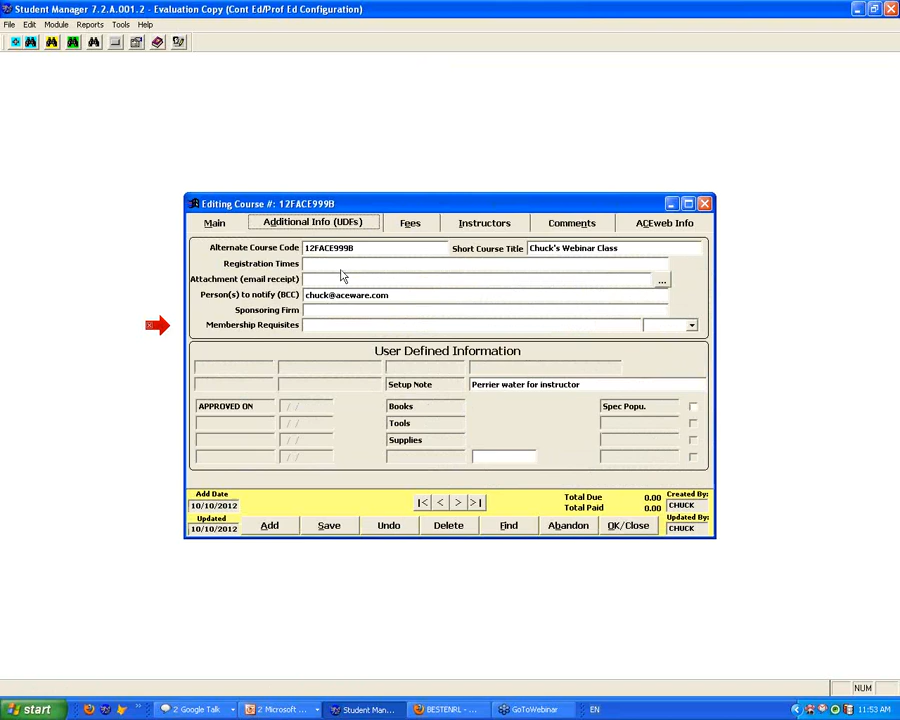 Student Manager 7.2.A.001.2 - Evaluation Copy (Cont Ed/Prof Ed Configuration)
File Edit Module Reports Tools Help
Editing Course #: 12FACE999B
Main Additional Info (UDFs) Fees Instructors Comments ACEweb Info
Alternate Course Code 12FACE999B Short Course Title Chuck's Webinar Class
Registration Times
Attachment (email receipt) ...
Person(s) to notify (BCC) chuck@aceware.com
Sponsoring Firm
Membership Requisites
User Defined Information
Setup Note Perrier water for instructor
APPROVED ON / / Books Spec Popu.
/ / Tools
/ / Supplies
/ /
Add Date |< < > >| Total Due 0.00 Created By:
10/10/2012 Total Paid 0.00 CHUCK
Updated Add Save Undo Delete Find Abandon OK/Close Updated By:
10/10/2012 CHUCK
NUM
start 2 Google Talk 2 Microsoft ... Student Man... BESTENRL - ... GoToWebinar EN 11:53 AM